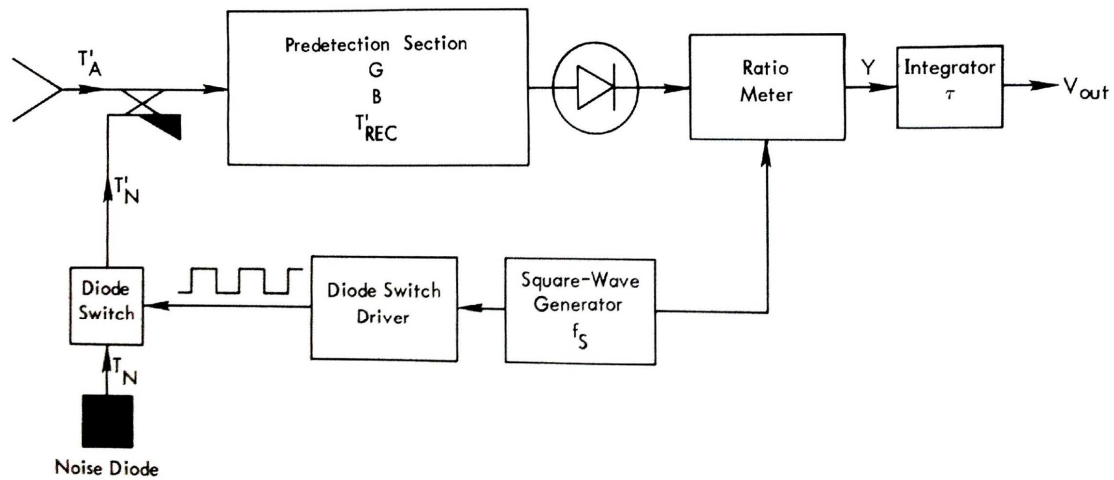 T'A
Predetection Section
G
B
T'REC
Ratio
Meter
Y
Integrator
τ
Vout
T'N
Diode
Switch
Diode Switch
Driver
Square-Wave
Generator
fS
TN
Noise Diode